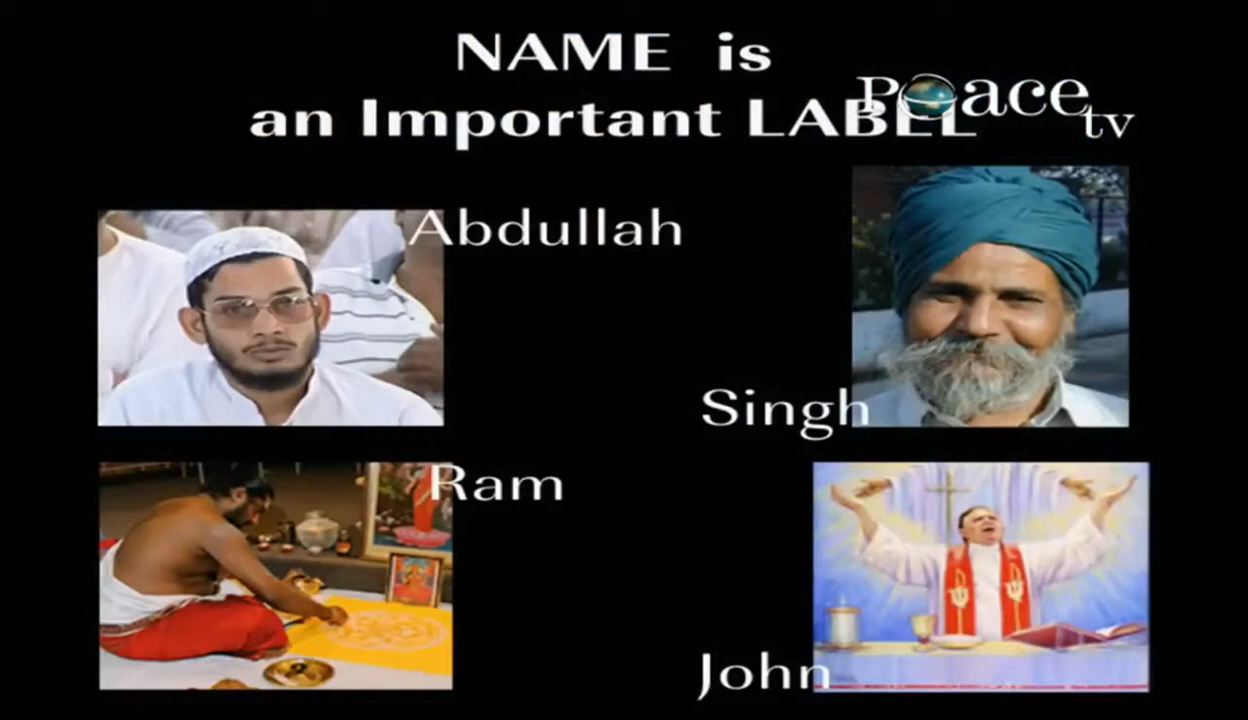 NAME is
an Important LABEL
Peace
tv
Abdullah
Singh
Ram
John